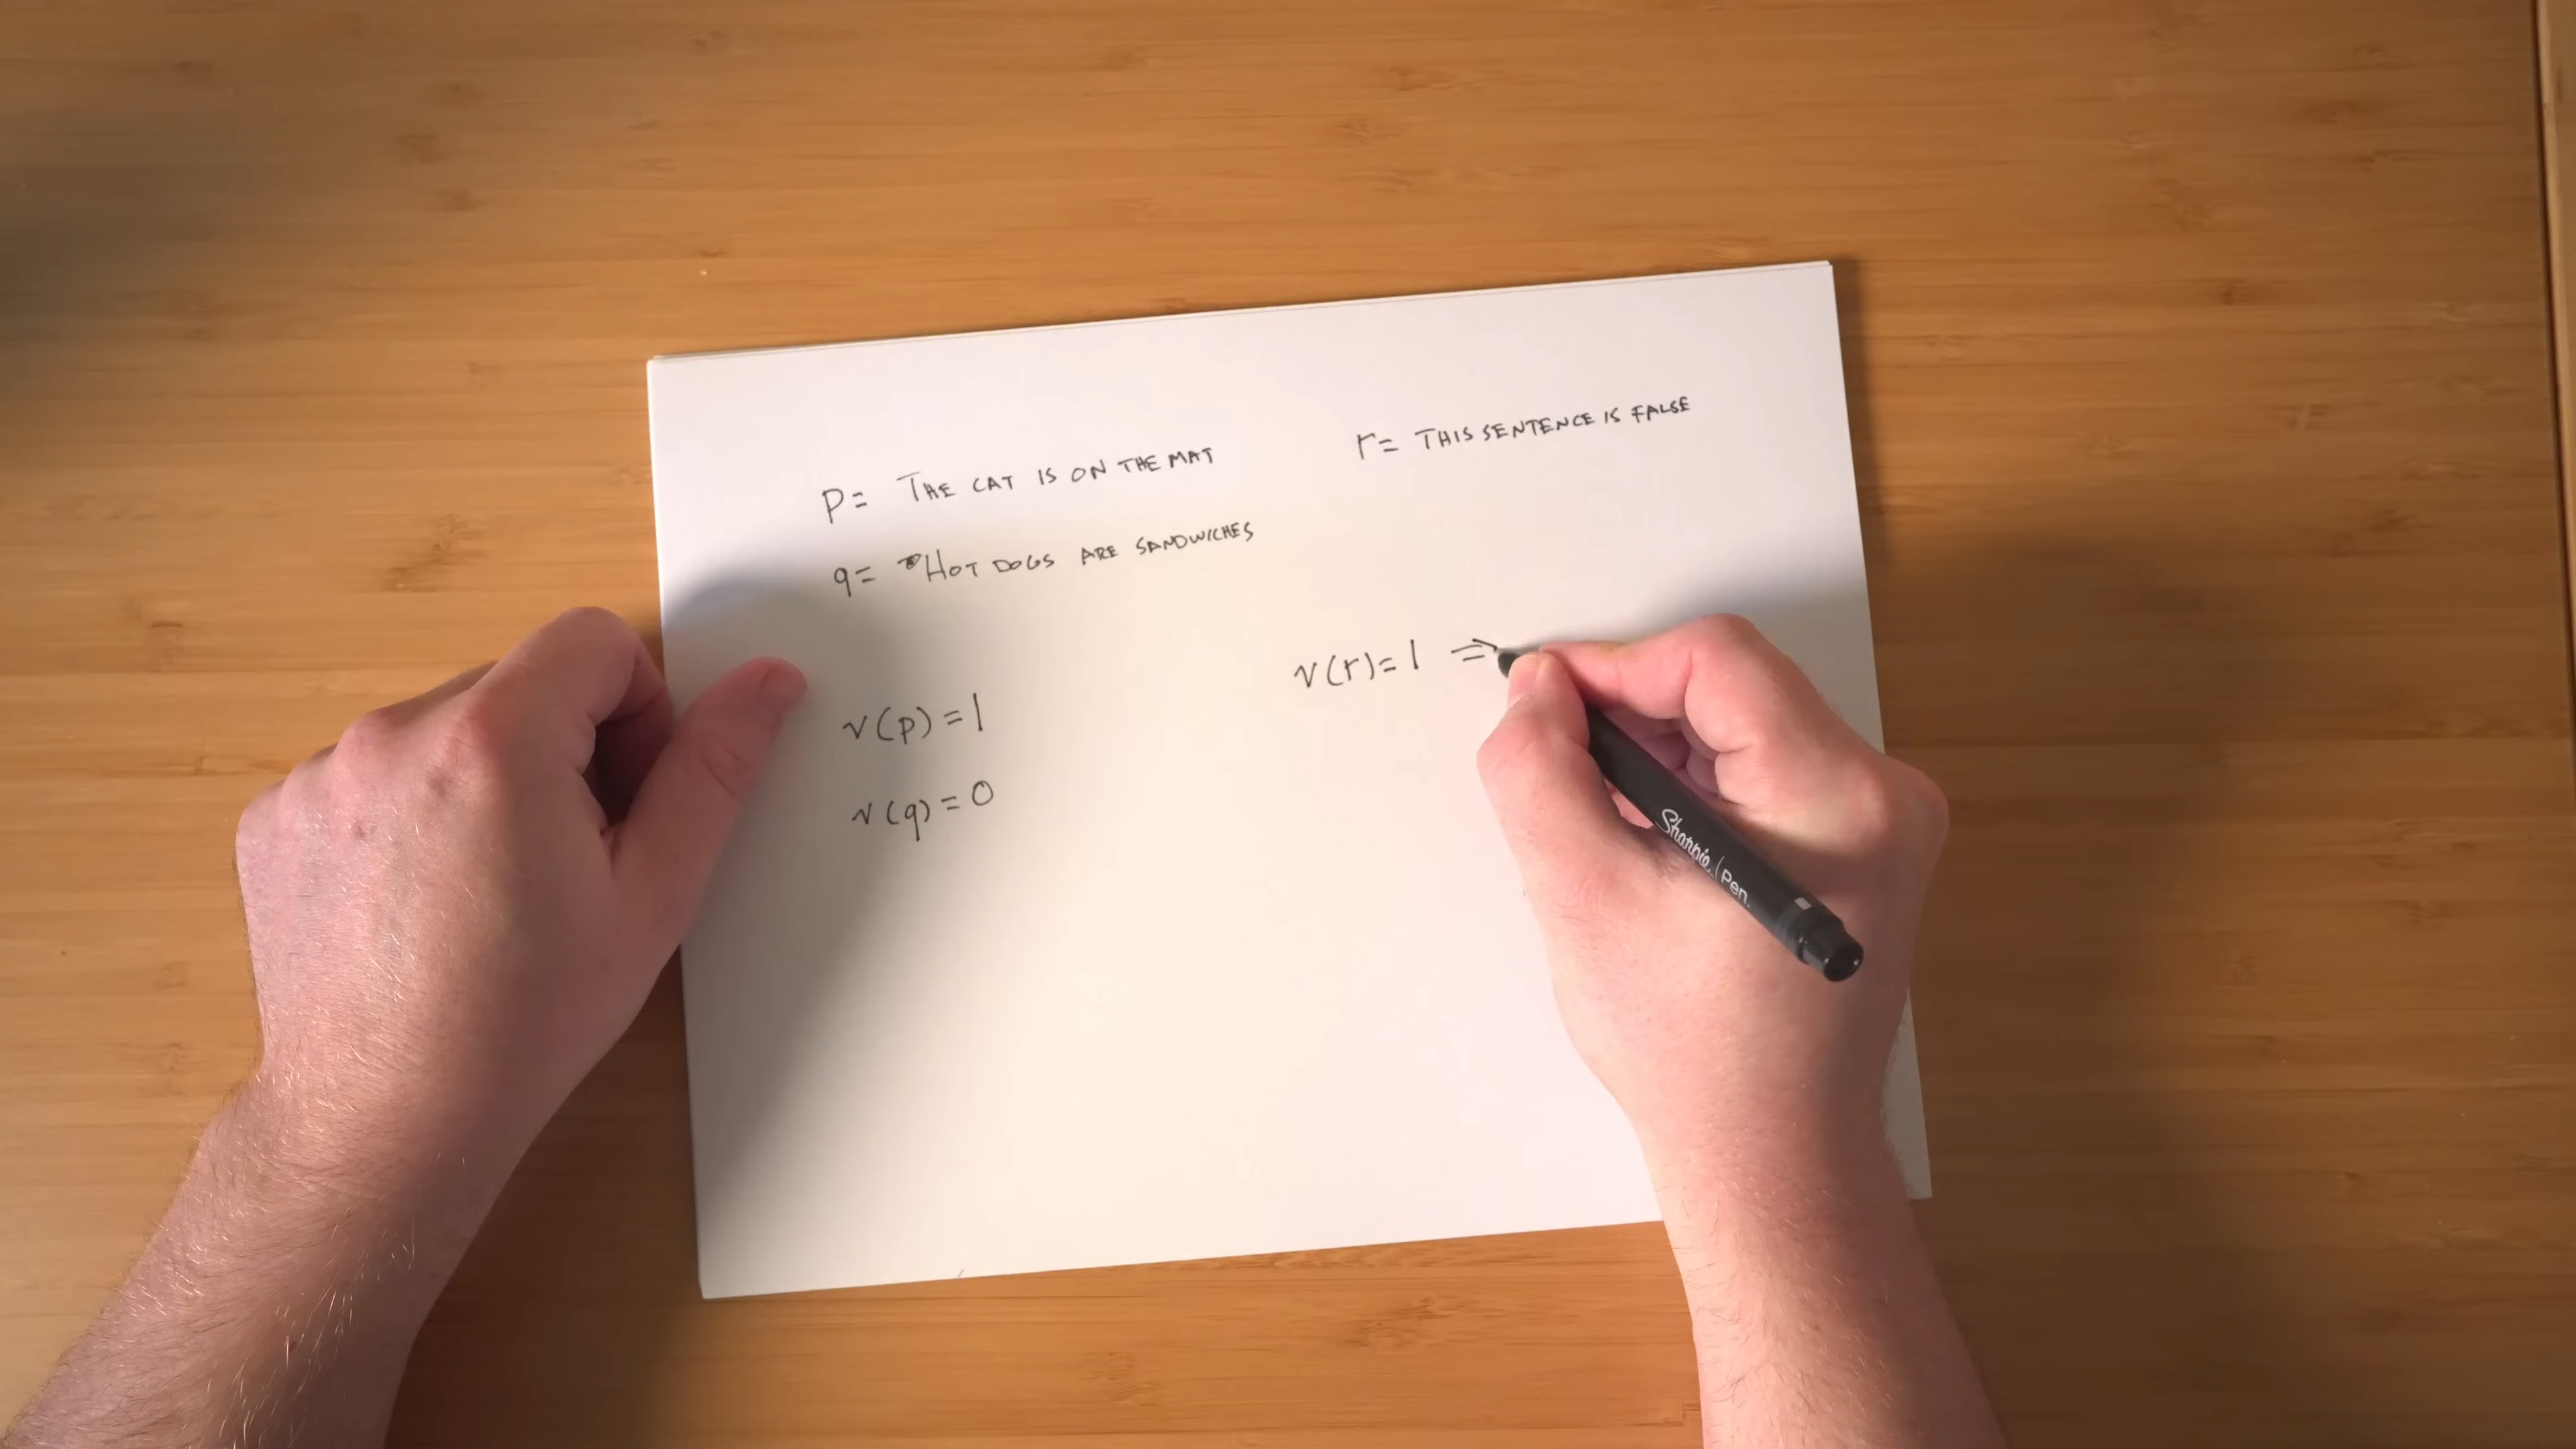 p= THE CAT IS ON THE MAT
r= THIS SENTENCE IS FALSE
q= HOT DOGS ARE SANDWICHES
v(r)=1 ⇒
v(p)=1
v(q)=0
Sharpie Pen.